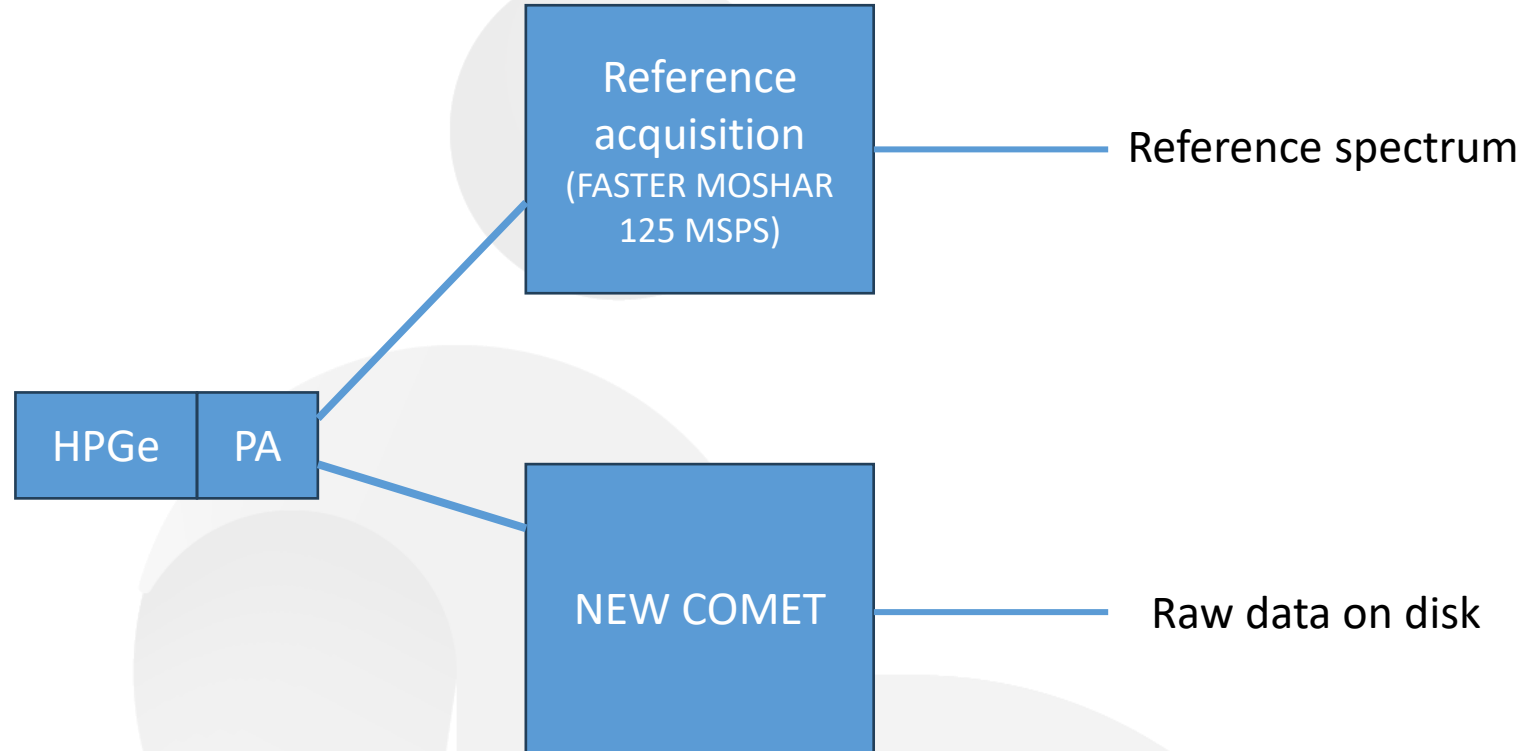 Reference
acquisition
(FASTER MOSHAR
125 MSPS)
Reference spectrum
HPGe
PA
NEW COMET
Raw data on disk